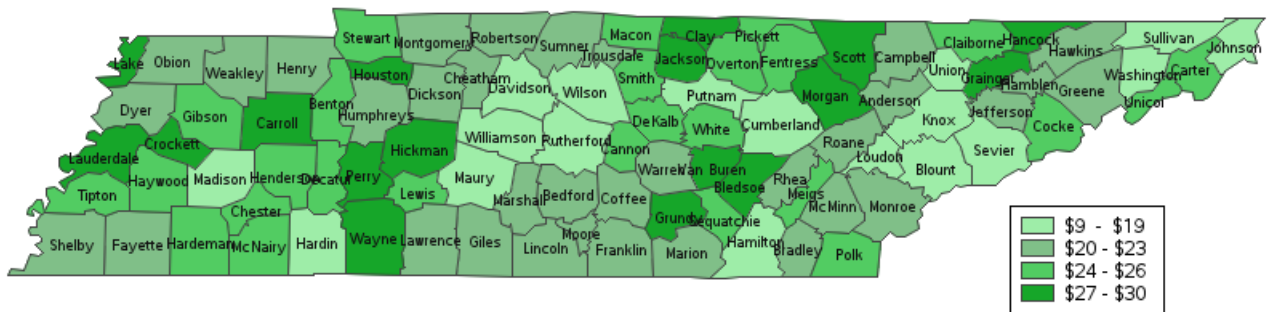 Stewart
Montgomery
Robertson
Sumner
Macon
Trousdale
Clay
Pickett
Jackson
Overton
Fentress
Scott
Campbell
Claiborne
Hancock
Hawkins
Sullivan
Johnson
Lake
Obion
Weakley
Henry
Houston
Cheatham
Davidson
Wilson
Smith
Putnam
Morgan
Anderson
Union
Grainger
Hamblen
Greene
Washington
Carter
Unicol
Dyer
Gibson
Carroll
Benton
Humphreys
Dickson
Williamson
Rutherford
DeKalb
White
Cumberland
Roane
Knox
Jefferson
Cocke
Crockett
Lauderdale
Haywood
Madison
Henderson
Decatur
Perry
Hickman
Maury
Cannon
Warren
Van Buren
Bledsoe
Rhea
Meigs
Loudon
Blount
Sevier
Tipton
Chester
Lewis
Marshall
Bedford
Coffee
Grundy
Sequatchie
McMinn
Monroe
Shelby
Fayette
Hardeman
McNairy
Hardin
Wayne
Lawrence
Giles
Lincoln
Moore
Franklin
Marion
Hamilton
Bradley
Polk
$9 - $19
$20 - $23
$24 - $26
$27 - $30